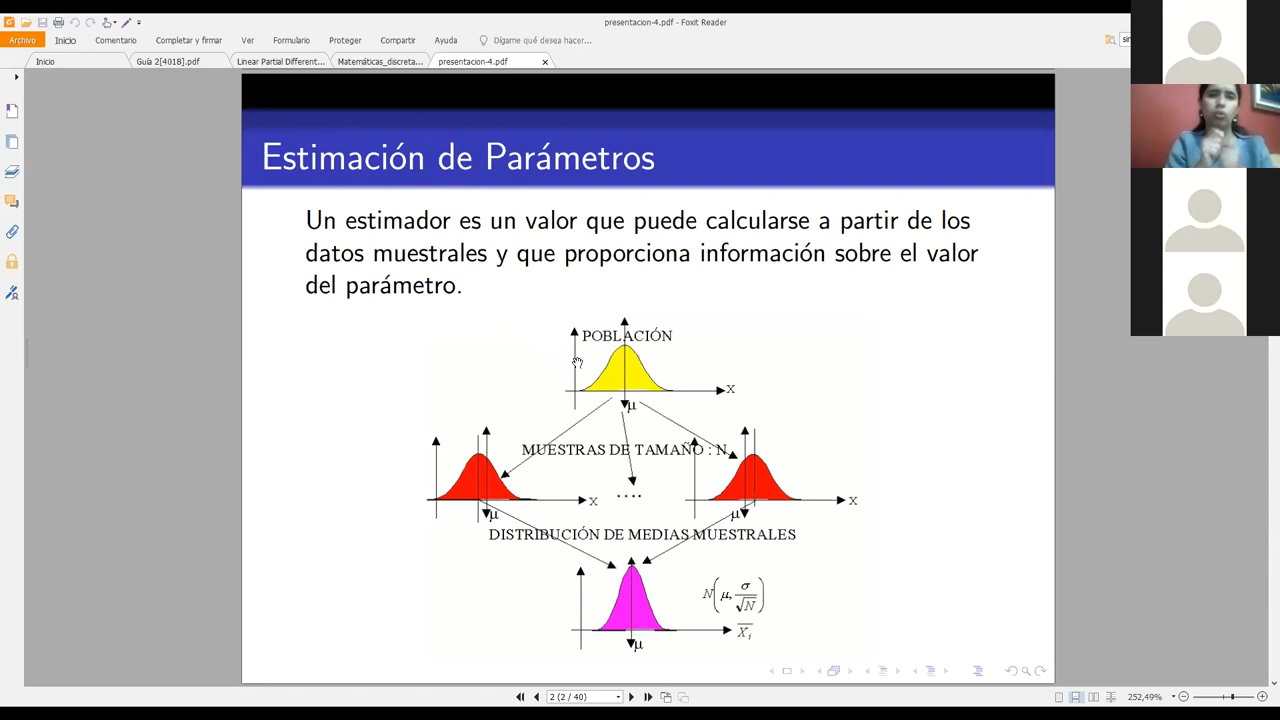 presentacion-4.pdf - Foxit Reader
Archivo Inicio Comentario Completar y firmar Ver Formulario Proteger Compartir Ayuda Dígame qué desea hacer...
Inicio Guía 2[4018].pdf Linear Partial Different... Matemáticas_discreta... presentacion-4.pdf
Estimación de Parámetros
Un estimador es un valor que puede calcularse a partir de los
datos muestrales y que proporciona información sobre el valor
del parámetro.
POBLACIÓN
X
μ
MUESTRAS DE TAMAÑO : N
X
....
X
μ
μ
DISTRIBUCIÓN DE MEDIAS MUESTRALES
N(μ, σ/√N)
X̄ᵢ
μ
2 (2 / 40)
252,49%